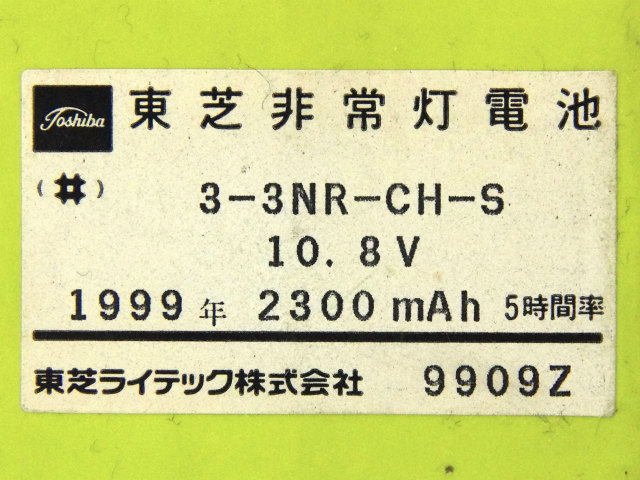 Toshiba 東芝非常灯電池
(#) 3-3NR-CH-S
10.8V
1999年 2300mAh 5時間率
東芝ライテック株式会社 9909Z